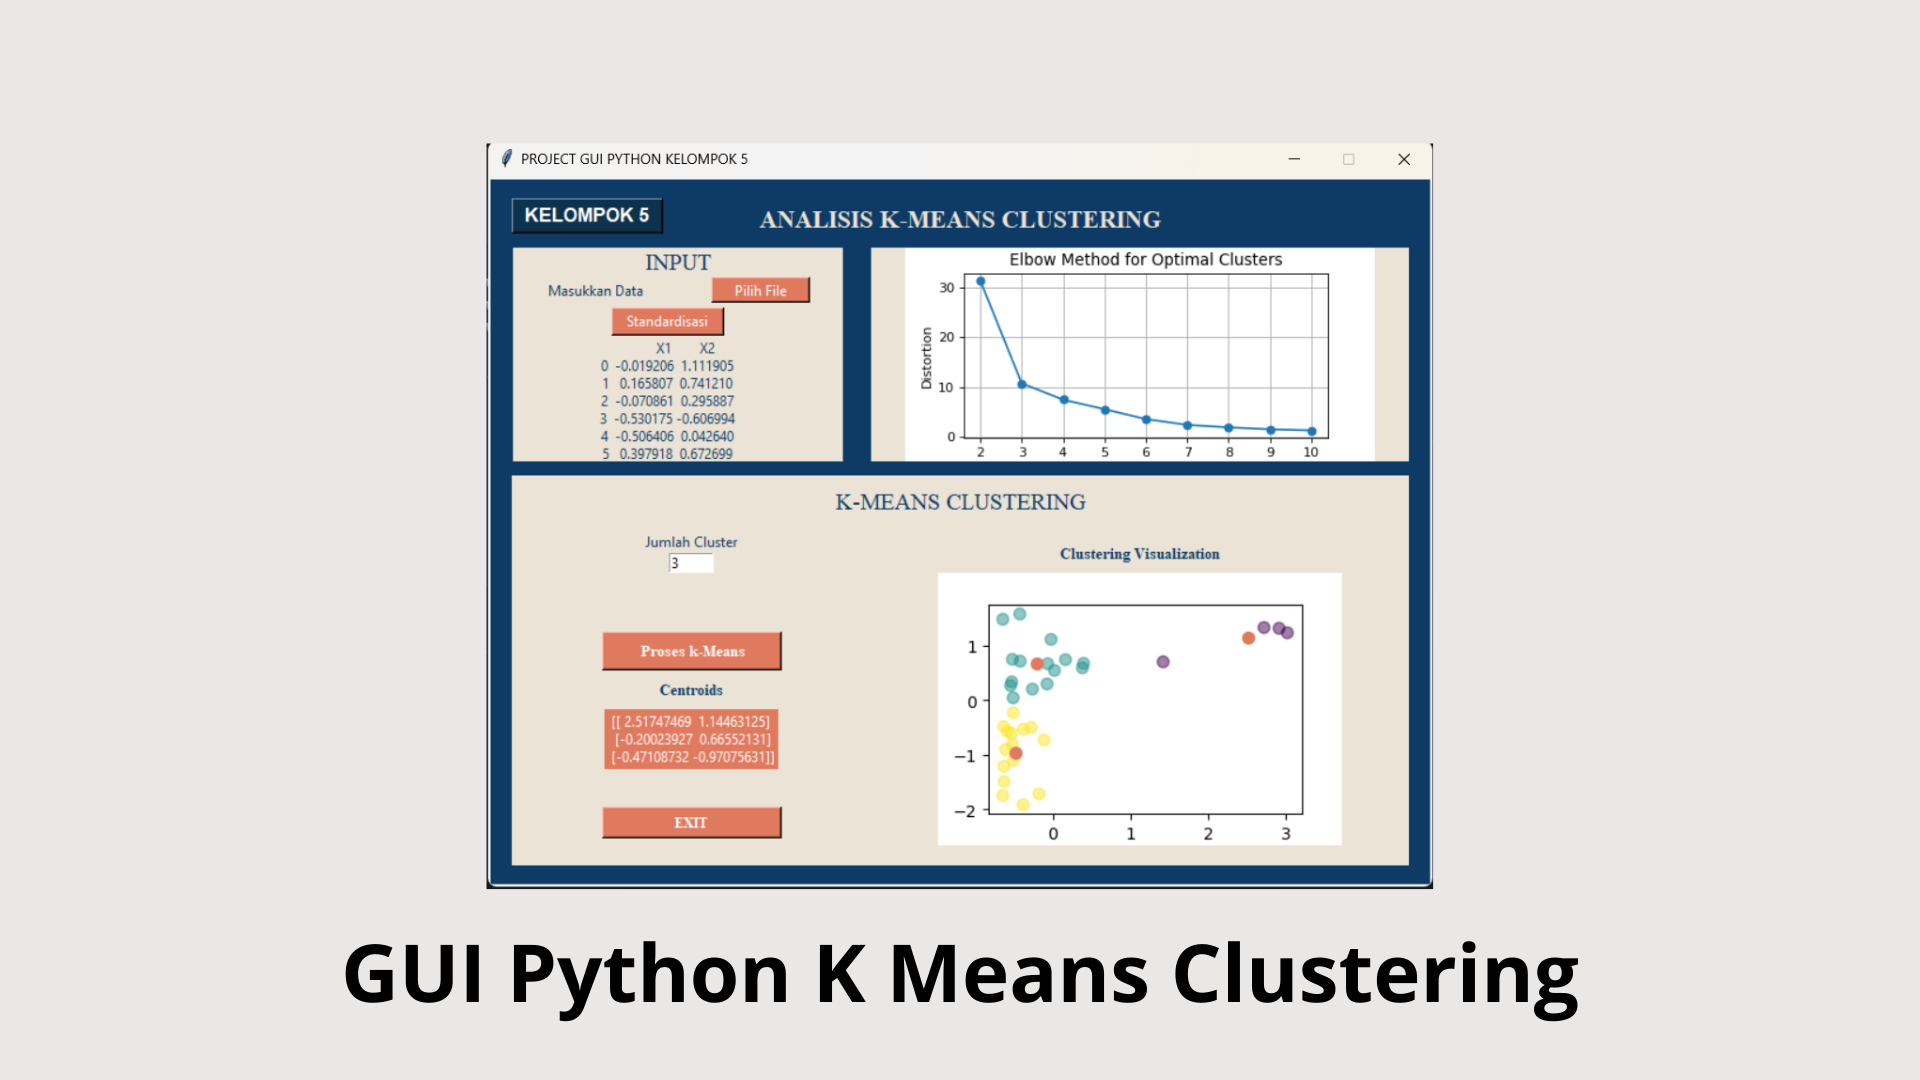 PROJECT GUI PYTHON KELOMPOK 5
KELOMPOK 5
ANALISIS K-MEANS CLUSTERING
INPUT
Masukkan Data
Pilih File
Standardisasi
X1 X2
0 -0.019206 1.111905
1 0.165807 0.741210
2 -0.070861 0.295887
3 -0.530175 -0.606994
4 -0.506406 0.042640
5 0.397918 0.672699
Elbow Method for Optimal Clusters
Distortion
30
20
10
0
2 3 4 5 6 7 8 9 10
K-MEANS CLUSTERING
Jumlah Cluster
3
Proses k-Means
Centroids
[[ 2.51747469 1.14463125]
[-0.20023927 0.66552131]
[-0.47108732 -0.97075631]]
EXIT
Clustering Visualization
1
0
−1
−2
0 1 2 3
GUI Python K Means Clustering